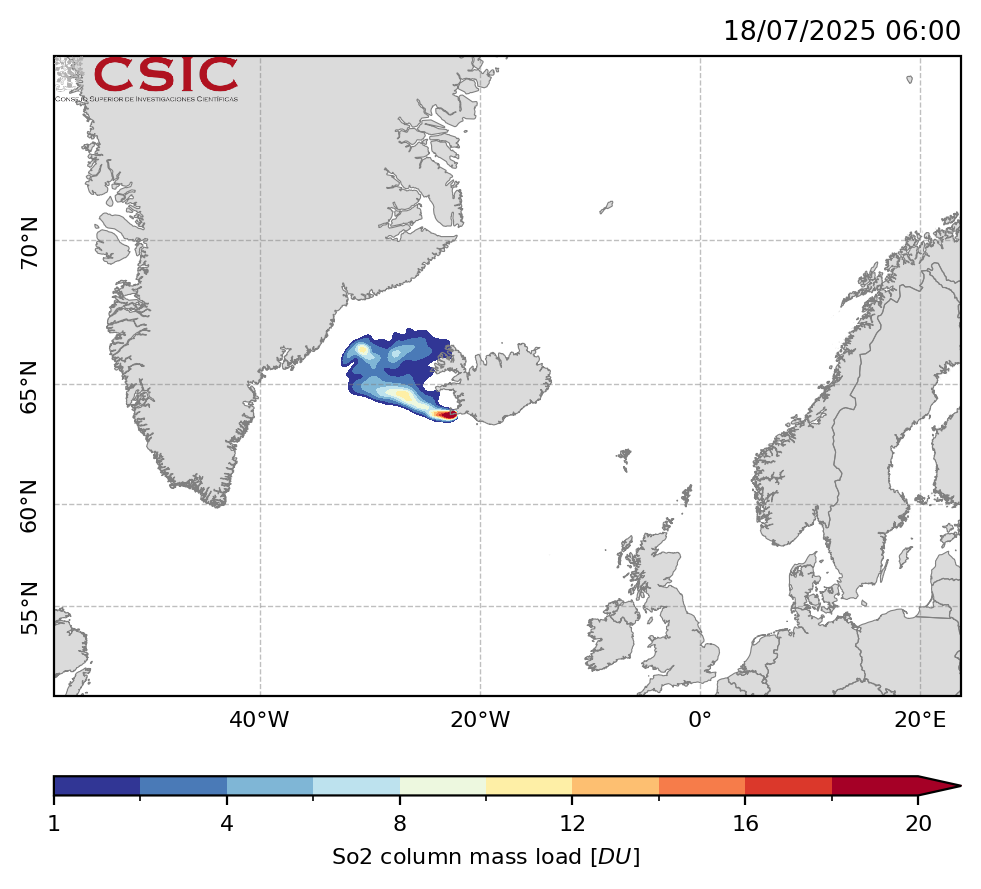 18/07/2025 06:00
CSIC
Consejo Superior de Investigaciones Científicas
70°N
65°N
60°N
55°N
40°W 20°W 0° 20°E
1 4 8 12 16 20
So2 column mass load [DU]